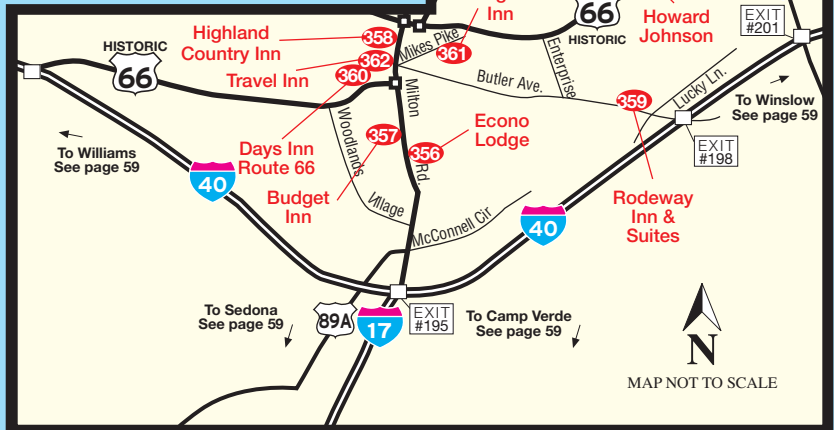 Highland
Country Inn
358
362
Travel Inn
360
Days Inn
Route 66
HISTORIC
66
Inn
66
HISTORIC
Howard
Johnson
EXIT
#201
Mikes Pike
361
Butler Ave.
Enterprise
359
Lucky Ln.
To Winslow
See page 59
EXIT
#198
Milton
Rd.
Woodlands
Village
357
356
Econo
Lodge
Budget
Inn
To Williams
See page 59
40
McConnell Cir
40
Rodeway
Inn &
Suites
To Sedona
See page 59
89A
17
EXIT
#195
To Camp Verde
See page 59
N
MAP NOT TO SCALE